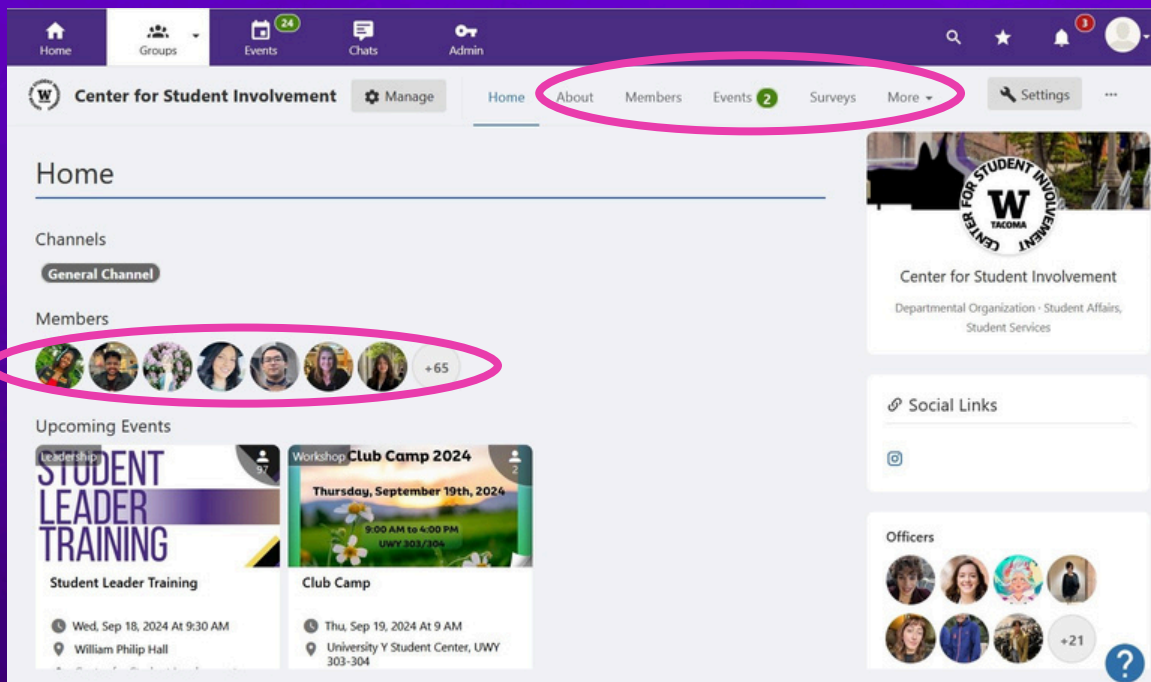 24
3
Home
Groups
Events
Chats
Admin
W
Center for Student Involvement
Manage
Home
About
Members
Events 2
Surveys
More
Settings
...
Home
CENTER FOR STUDENT INVOLVEMENT
W
TACOMA
Channels
General Channel
Center for Student Involvement
Departmental Organization · Student Affairs,
Student Services
Members
+65
Social Links
Upcoming Events
Leadership
97
STUDENT
LEADER
TRAINING
Student Leader Training
Wed, Sep 18, 2024 At 9:30 AM
William Philip Hall
Workshop
Club Camp 2024
2
Thursday, September 19th, 2024
9:00 AM to 4:00 PM
UWY 303/304
Club Camp
Thu, Sep 19, 2024 At 9 AM
University Y Student Center, UWY
303-304
Officers
+21
?